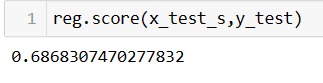 1 reg.score(x_test_s,y_test)
0.6868307470277832